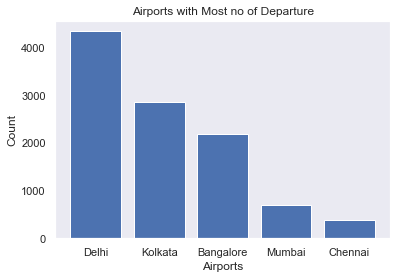 Airports with Most no of Departure
4000
3000
2000
1000
0
Count
Delhi
Kolkata
Bangalore
Mumbai
Chennai
Airports